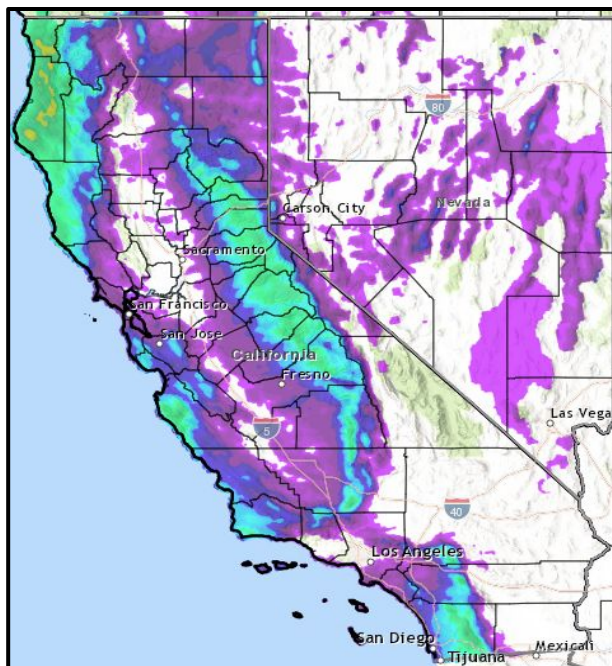 80
Nevada
Carson City
Sacramento
San Francisco
San Jose
California
Fresno
5
Las Vega
40
Los Angeles
San Diego
Tijuana
Mexicali